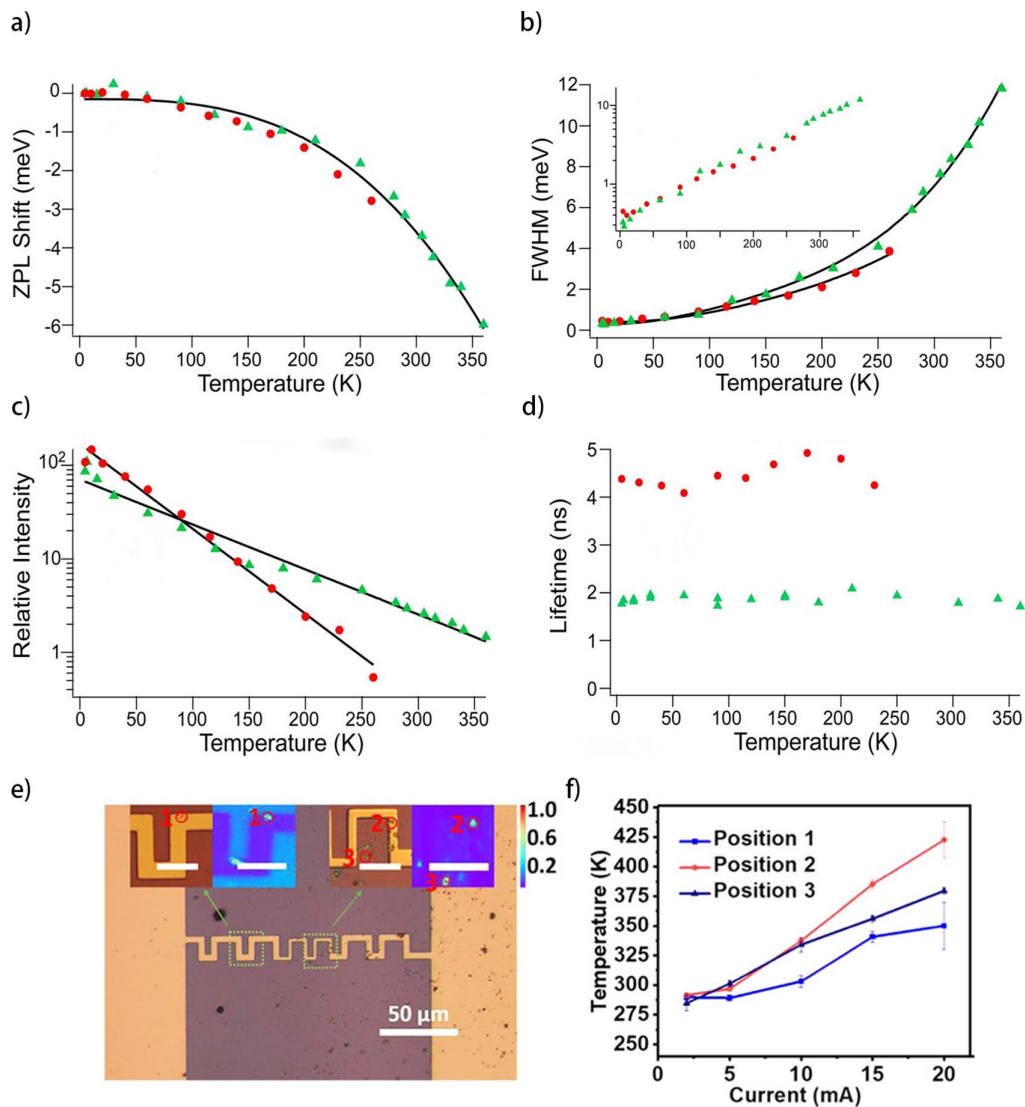 a)
ZPL Shift (meV)
0
-1
-2
-3
-4
-5
-6
0 50 100 150 200 250 300 350
Temperature (K)
b)
FWHM (meV)
12
10
8
6
4
2
0
10
1
0 100 200 300
0 50 100 150 200 250 300 350
Temperature (K)
c)
Relative Intensity
10²
10
1
0 50 100 150 200 250 300 350
Temperature (K)
d)
Lifetime (ns)
5
4
3
2
1
0
0 50 100 150 200 250 300 350
Temperature (K)
e)
1 1 2 2
3 3
1.0
0.6
0.2
50 µm
f)
Temperature (K)
450
425
400
375
350
325
300
275
250
Position 1
Position 2
Position 3
0 5 10 15 20
Current (mA)